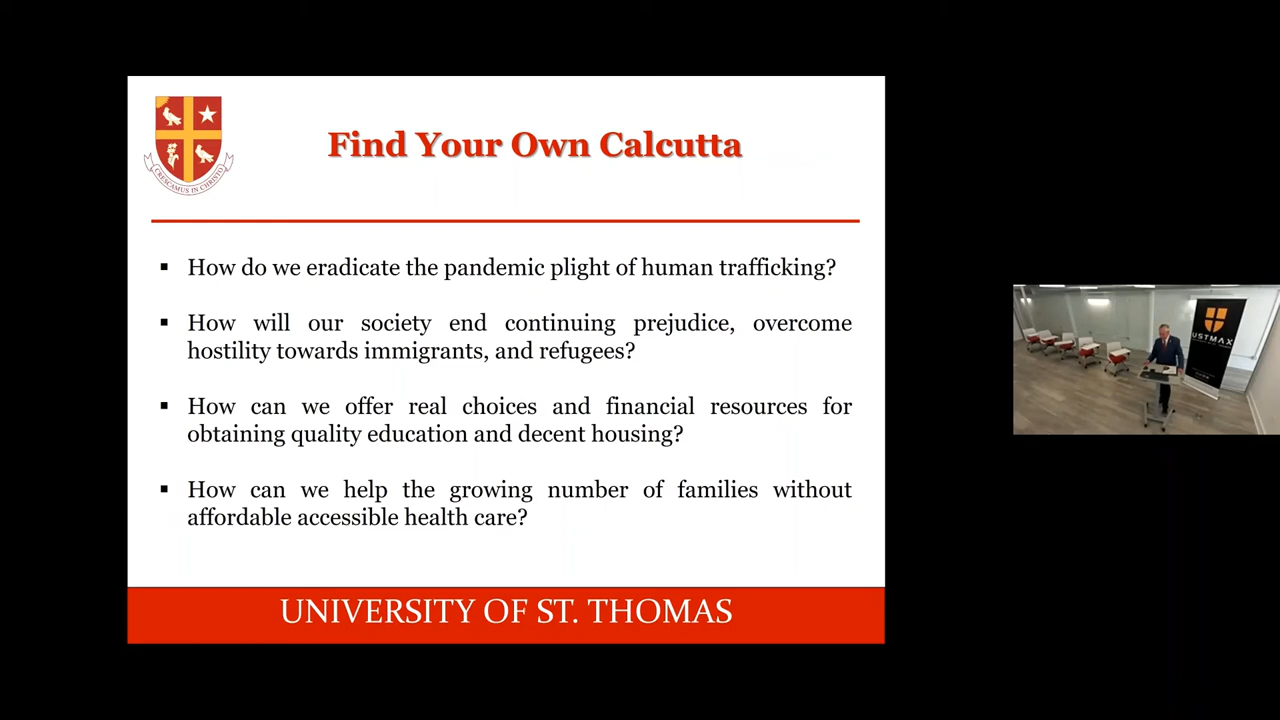 Find Your Own Calcutta
CRESCAMUS IN CHRISTO
▪ How do we eradicate the pandemic plight of human trafficking?
▪ How will our society end continuing prejudice, overcome
hostility towards immigrants, and refugees?
▪ How can we offer real choices and financial resources for
obtaining quality education and decent housing?
▪ How can we help the growing number of families without
affordable accessible health care?
UNIVERSITY OF ST. THOMAS
USTMAX